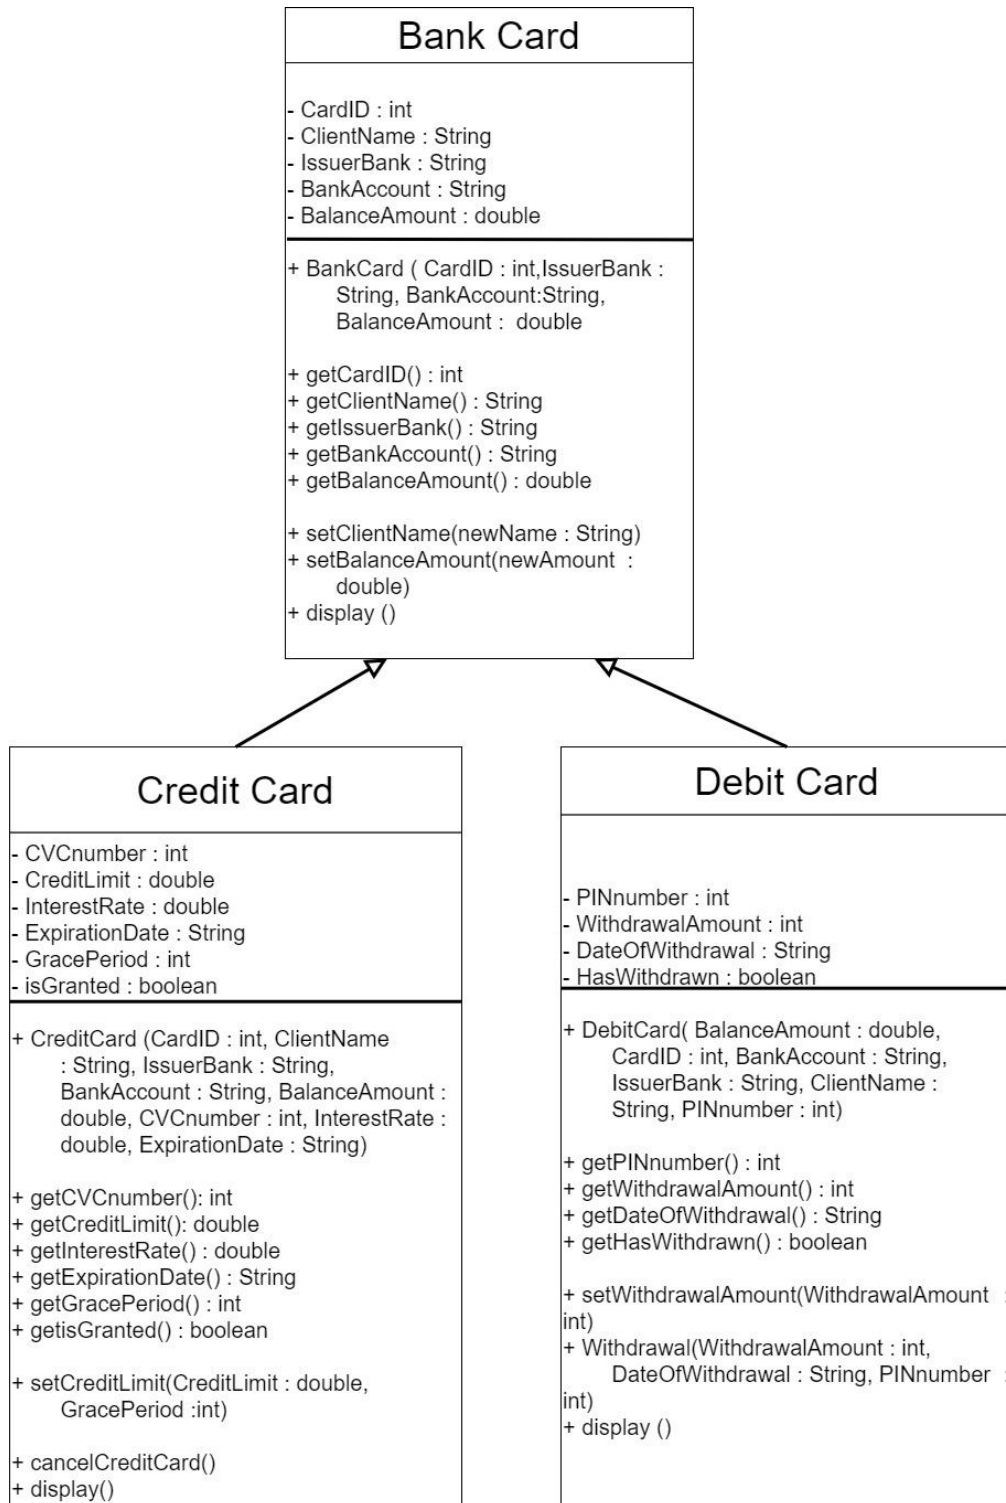 Bank Card
- CardID : int
- ClientName : String
- IssuerBank : String
- BankAccount : String
- BalanceAmount : double
+ BankCard ( CardID : int,IssuerBank :
String, BankAccount:String,
BalanceAmount : double
+ getCardID() : int
+ getClientName() : String
+ getIssuerBank() : String
+ getBankAccount() : String
+ getBalanceAmount() : double
+ setClientName(newName : String)
+ setBalanceAmount(newAmount :
double)
+ display ()
Credit Card
- CVCnumber : int
- CreditLimit : double
- InterestRate : double
- ExpirationDate : String
- GracePeriod : int
- isGranted : boolean
+ CreditCard (CardID : int, ClientName
: String, IssuerBank : String,
BankAccount : String, BalanceAmount :
double, CVCnumber : int, InterestRate :
double, ExpirationDate : String)
+ getCVCnumber(): int
+ getCreditLimit(): double
+ getInterestRate() : double
+ getExpirationDate() : String
+ getGracePeriod() : int
+ getisGranted() : boolean
+ setCreditLimit(CreditLimit : double,
GracePeriod :int)
+ cancelCreditCard()
+ display()
Debit Card
- PINnumber : int
- WithdrawalAmount : int
- DateOfWithdrawal : String
- HasWithdrawn : boolean
+ DebitCard( BalanceAmount : double,
CardID : int, BankAccount : String,
IssuerBank : String, ClientName :
String, PINnumber : int)
+ getPINnumber() : int
+ getWithdrawalAmount() : int
+ getDateOfWithdrawal() : String
+ getHasWithdrawn() : boolean
+ setWithdrawalAmount(WithdrawalAmount :
int)
+ Withdrawal(WithdrawalAmount : int,
DateOfWithdrawal : String, PINnumber :
int)
+ display ()